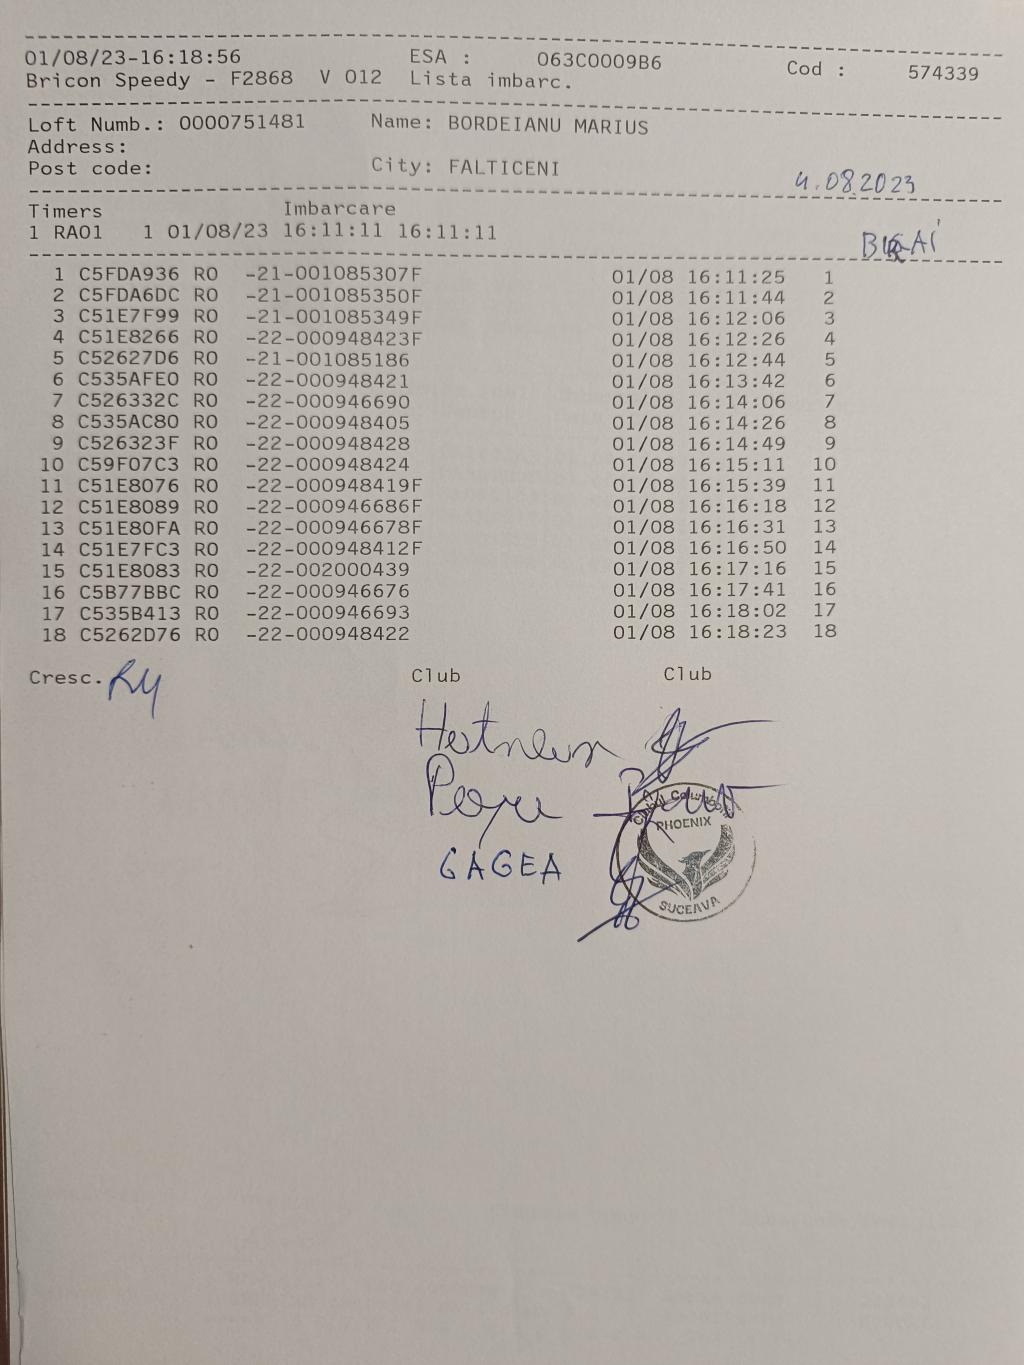 01/08/23-16:18:56 ESA : 063C0009B6 Cod : 574339
Bricon Speedy - F2868 V 012 Lista imbarc.
Loft Numb.: 0000751481 Name: BORDEIANU MARIUS
Address:
Post code: City: FALTICENI
4.08.2023
Timers Imbarcare
1 RA01 1 01/08/23 16:11:11 16:11:11
1 C5FDA936 RO -21-001085307F 01/08 16:11:25 1
2 C5FDA6DC RO -21-001085350F 01/08 16:11:44 2
3 C51E7F99 RO -21-001085349F 01/08 16:12:06 3
4 C51E8266 RO -22-000948423F 01/08 16:12:26 4
5 C52627D6 RO -21-001085186 01/08 16:12:44 5
6 C535AFE0 RO -22-000948421 01/08 16:13:42 6
7 C526332C RO -22-000946690 01/08 16:14:06 7
8 C535AC80 RO -22-000948405 01/08 16:14:26 8
9 C526323F RO -22-000948428 01/08 16:14:49 9
10 C59F07C3 RO -22-000948424 01/08 16:15:11 10
11 C51E8076 RO -22-000948419F 01/08 16:15:39 11
12 C51E8089 RO -22-000946686F 01/08 16:16:18 12
13 C51E80FA RO -22-000946678F 01/08 16:16:31 13
14 C51E7FC3 RO -22-000948412F 01/08 16:16:50 14
15 C51E8083 RO -22-002000439 01/08 16:17:16 15
16 C5B77BBC RO -22-000946676 01/08 16:17:41 16
17 C535B413 RO -22-000946693 01/08 16:18:02 17
18 C5262D76 RO -22-000948422 01/08 16:18:23 18
Cresc. Club Club
GAGEA
PHOENIX
SUCEAVA